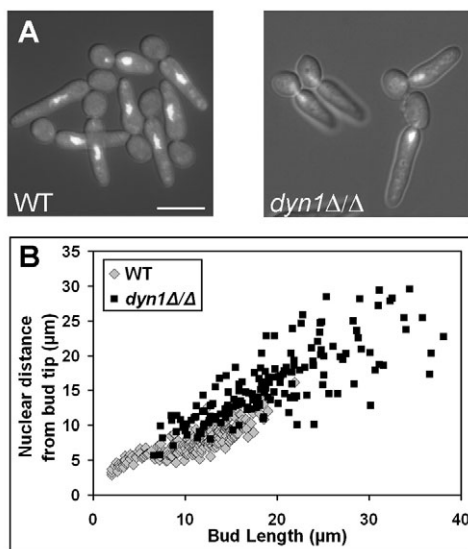 A
WT
dyn1Δ/Δ
B
WT
dyn1Δ/Δ
Nuclear distance
from bud tip (µm)
35
30
25
20
15
10
5
0
0
10
20
30
40
Bud Length (µm)